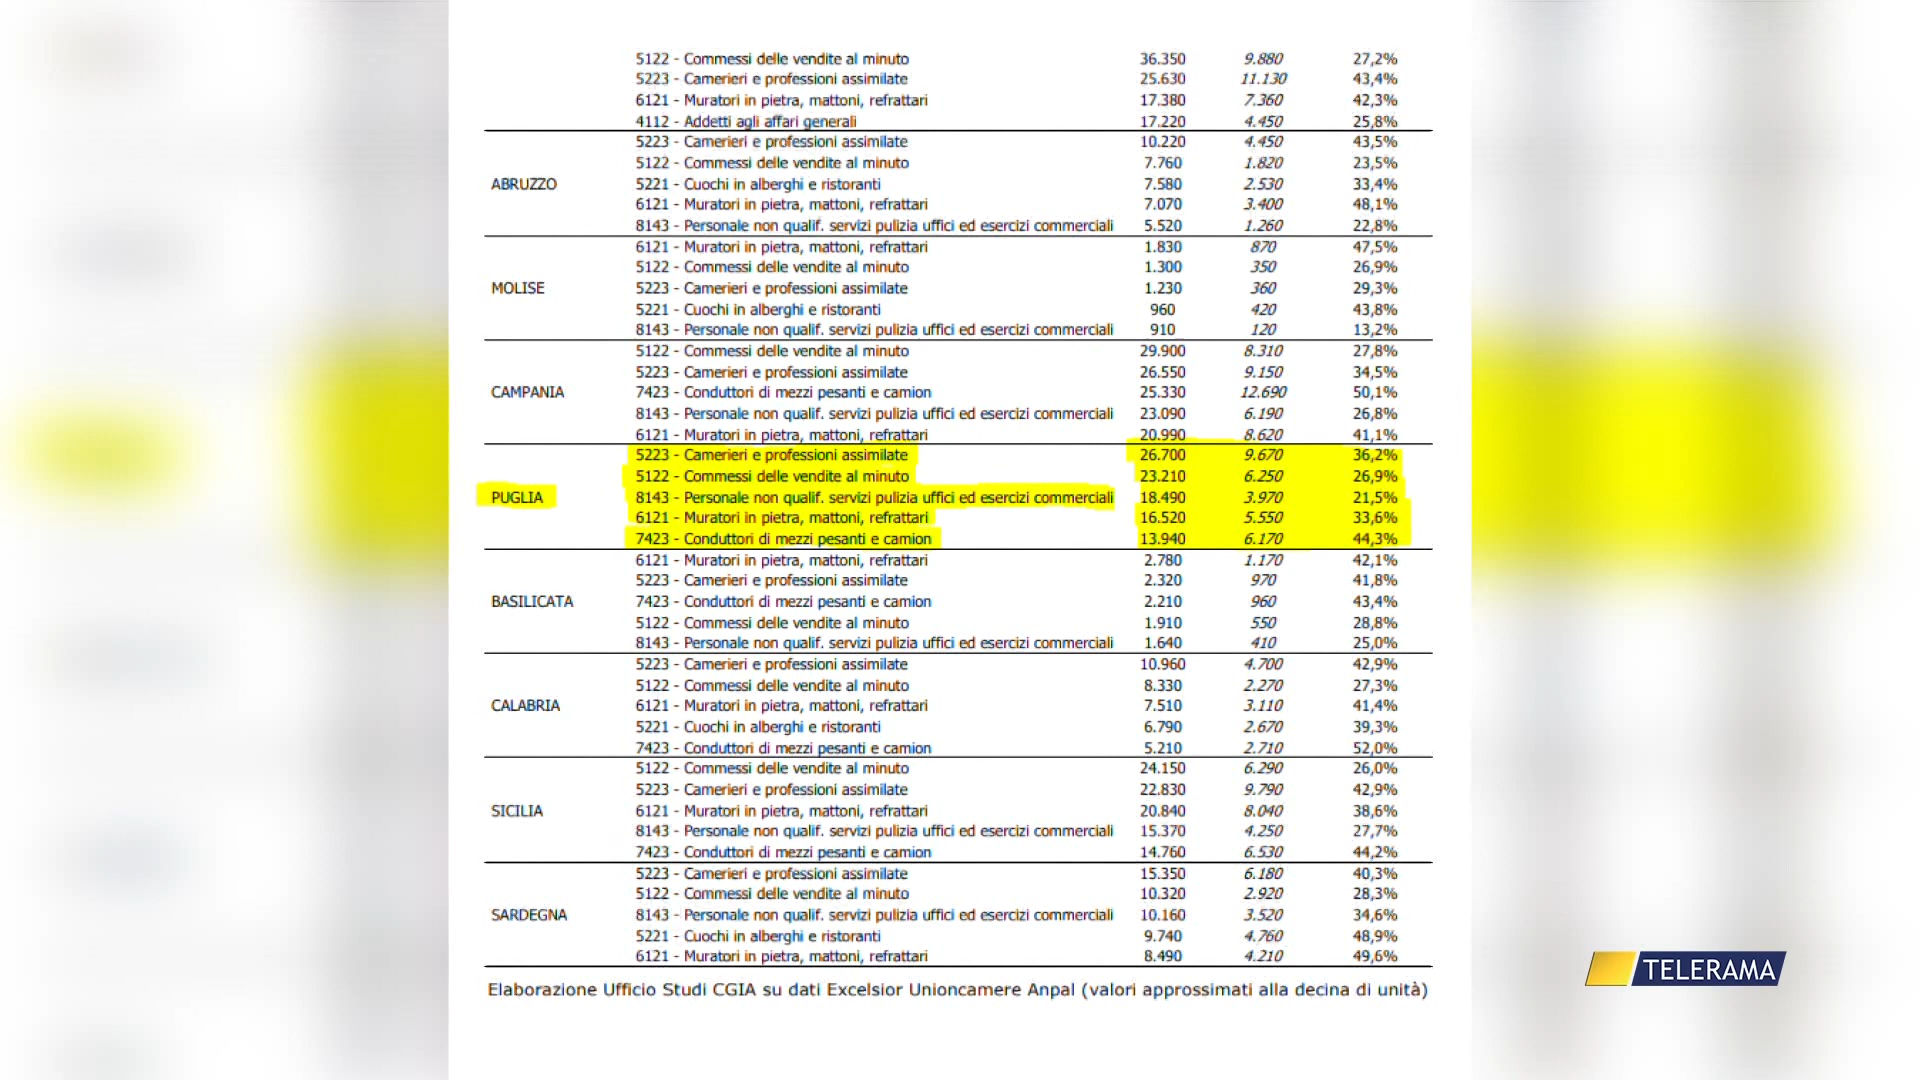 5122 - Commessi delle vendite al minuto 36.350 9.880 27,2%
5223 - Camerieri e professioni assimilate 25.630 11.130 43,4%
6121 - Muratori in pietra, mattoni, refrattari 17.380 7.360 42,3%
4112 - Addetti agli affari generali 17.220 4.450 25,8%
5223 - Camerieri e professioni assimilate 10.220 4.450 43,5%
5122 - Commessi delle vendite al minuto 7.760 1.820 23,5%
ABRUZZO 5221 - Cuochi in alberghi e ristoranti 7.580 2.530 33,4%
6121 - Muratori in pietra, mattoni, refrattari 7.070 3.400 48,1%
8143 - Personale non qualif. servizi pulizia uffici ed esercizi commerciali 5.520 1.260 22,8%
6121 - Muratori in pietra, mattoni, refrattari 1.830 870 47,5%
5122 - Commessi delle vendite al minuto 1.300 350 26,9%
MOLISE 5223 - Camerieri e professioni assimilate 1.230 360 29,3%
5221 - Cuochi in alberghi e ristoranti 960 420 43,8%
8143 - Personale non qualif. servizi pulizia uffici ed esercizi commerciali 910 120 13,2%
5122 - Commessi delle vendite al minuto 29.900 8.310 27,8%
5223 - Camerieri e professioni assimilate 26.550 9.150 34,5%
CAMPANIA 7423 - Conduttori di mezzi pesanti e camion 25.330 12.690 50,1%
8143 - Personale non qualif. servizi pulizia uffici ed esercizi commerciali 23.090 6.190 26,8%
6121 - Muratori in pietra, mattoni, refrattari 20.990 8.620 41,1%
5223 - Camerieri e professioni assimilate 26.700 9.670 36,2%
5122 - Commessi delle vendite al minuto 23.210 6.250 26,9%
PUGLIA 8143 - Personale non qualif. servizi pulizia uffici ed esercizi commerciali 18.490 3.970 21,5%
6121 - Muratori in pietra, mattoni, refrattari 16.520 5.550 33,6%
7423 - Conduttori di mezzi pesanti e camion 13.940 6.170 44,3%
6121 - Muratori in pietra, mattoni, refrattari 2.780 1.170 42,1%
5223 - Camerieri e professioni assimilate 2.320 970 41,8%
BASILICATA 7423 - Conduttori di mezzi pesanti e camion 2.210 960 43,4%
5122 - Commessi delle vendite al minuto 1.910 550 28,8%
8143 - Personale non qualif. servizi pulizia uffici ed esercizi commerciali 1.640 410 25,0%
5223 - Camerieri e professioni assimilate 10.960 4.700 42,9%
5122 - Commessi delle vendite al minuto 8.330 2.270 27,3%
CALABRIA 6121 - Muratori in pietra, mattoni, refrattari 7.510 3.110 41,4%
5221 - Cuochi in alberghi e ristoranti 6.790 2.670 39,3%
7423 - Conduttori di mezzi pesanti e camion 5.210 2.710 52,0%
5122 - Commessi delle vendite al minuto 24.150 6.290 26,0%
5223 - Camerieri e professioni assimilate 22.830 9.790 42,9%
SICILIA 6121 - Muratori in pietra, mattoni, refrattari 20.840 8.040 38,6%
8143 - Personale non qualif. servizi pulizia uffici ed esercizi commerciali 15.370 4.250 27,7%
7423 - Conduttori di mezzi pesanti e camion 14.760 6.530 44,2%
5223 - Camerieri e professioni assimilate 15.350 6.180 40,3%
5122 - Commessi delle vendite al minuto 10.320 2.920 28,3%
SARDEGNA 8143 - Personale non qualif. servizi pulizia uffici ed esercizi commerciali 10.160 3.520 34,6%
5221 - Cuochi in alberghi e ristoranti 9.740 4.760 48,9%
6121 - Muratori in pietra, mattoni, refrattari 8.490 4.210 49,6%
Elaborazione Ufficio Studi CGIA su dati Excelsior Unioncamere Anpal (valori approssimati alla decina di unità)
TELERAMA